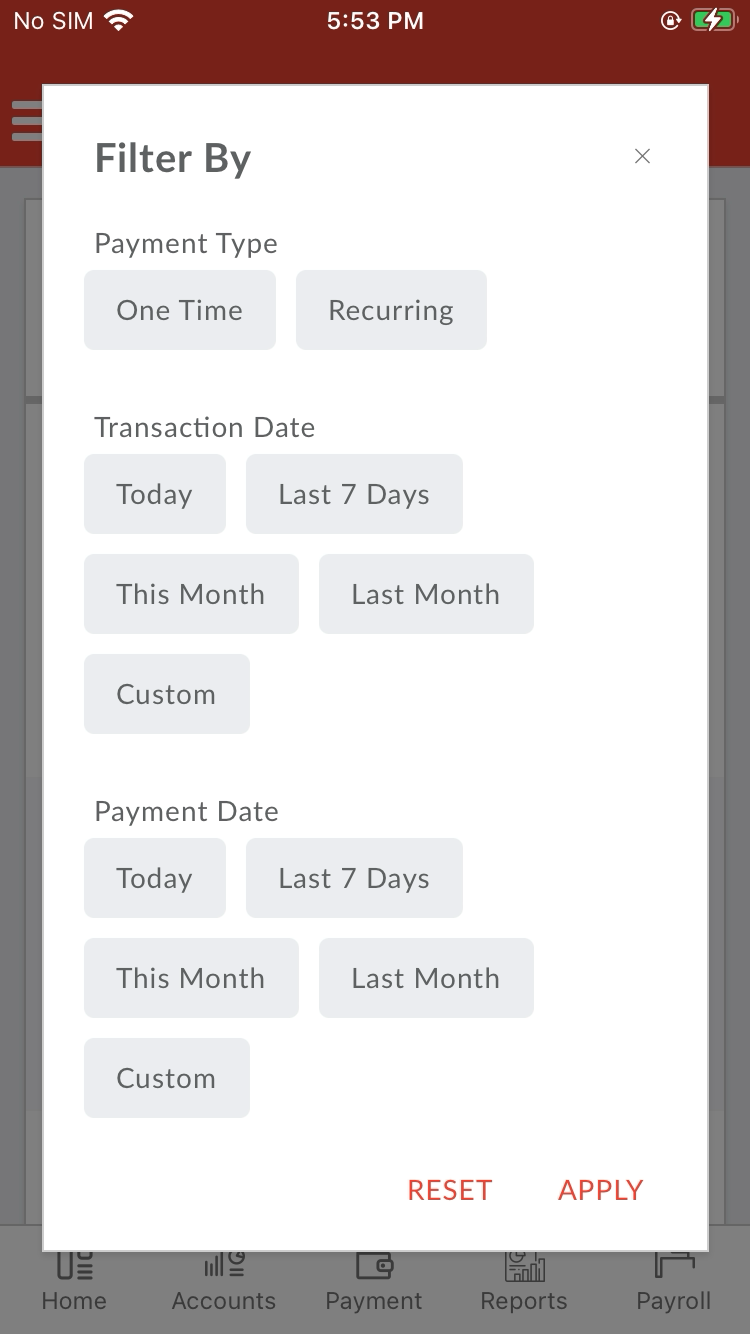 No SIM 5:53 PM
Filter By
Payment Type
One Time Recurring
Transaction Date
Today Last 7 Days
This Month Last Month
Custom
Payment Date
Today Last 7 Days
This Month Last Month
Custom
RESET APPLY
Home Accounts Payment Reports Payroll